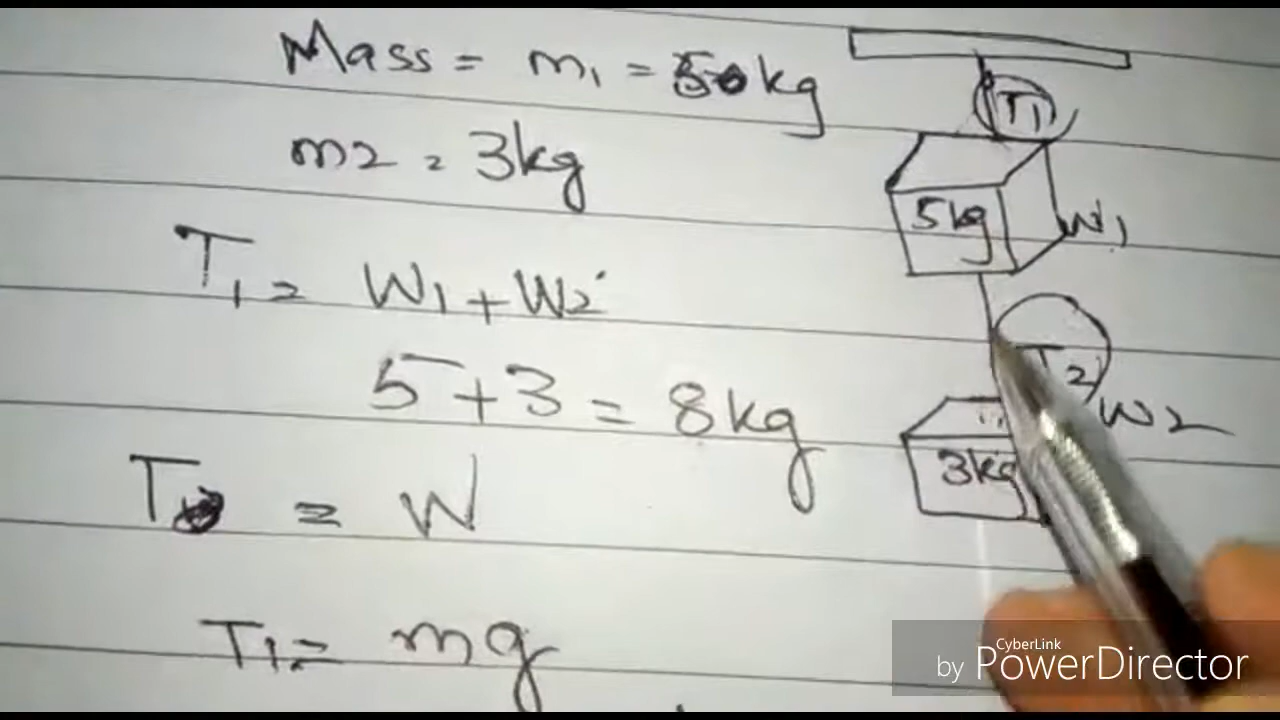 Mass = m1 = 5kg
T1
m2 = 3kg
5kg W1
T1 = W1 + W2
T2
5 + 3 = 8kg
W2
3kg
T = W
T1 = mg
CyberLink
by PowerDirector